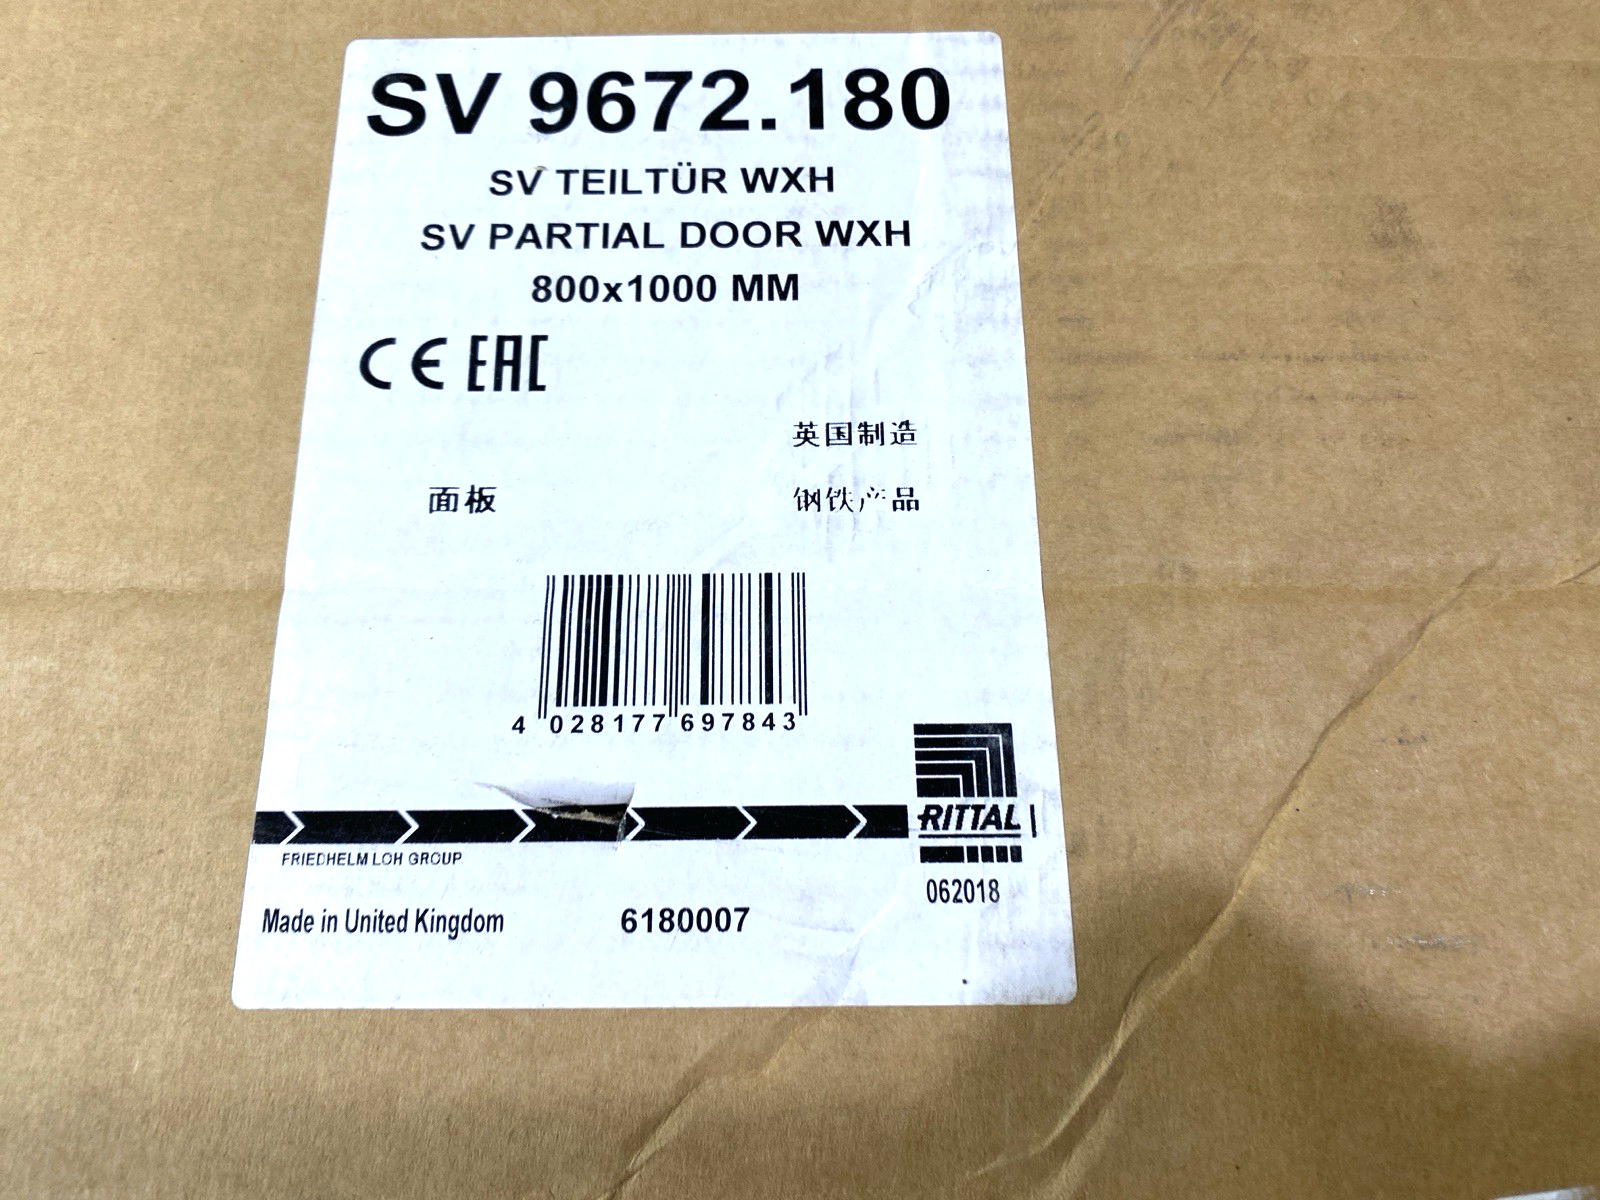 SV 9672.180
SV TEILTÜR WXH
SV PARTIAL DOOR WXH
800x1000 MM
CE EAC
英国制造
面板 钢铁产品
4 028177 697843
RITTAL
FRIEDHELM LOH GROUP
062018
Made in United Kingdom 6180007